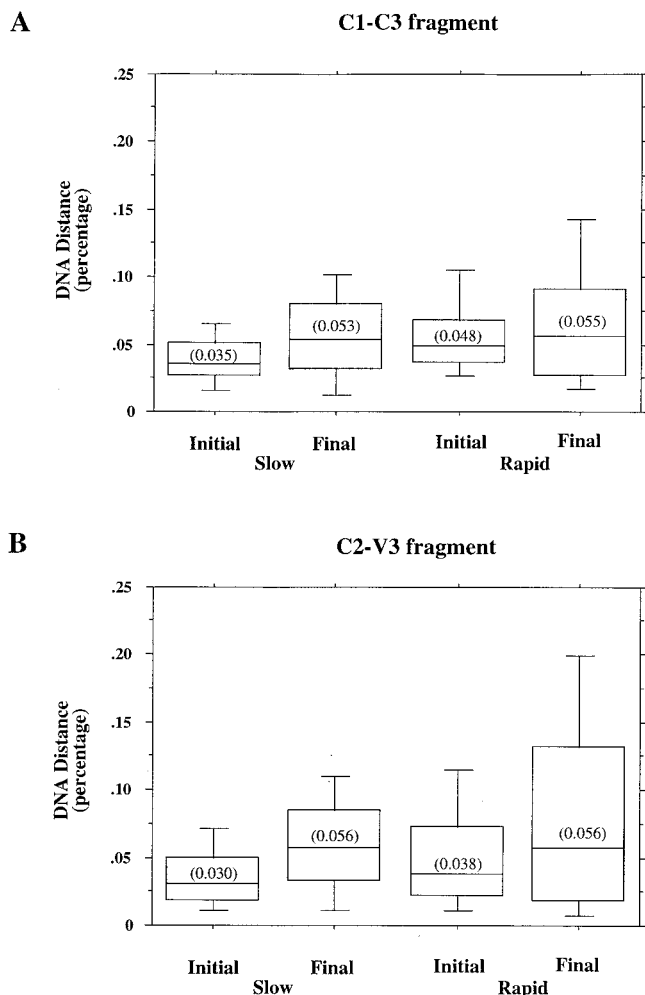 A
C1-C3 fragment
DNA Distance
(percentage)
.25
.20
.15
.10
.05
0
(0.035)
(0.053)
(0.048)
(0.055)
Initial Final Initial Final
Slow Rapid
B
C2-V3 fragment
DNA Distance
(percentage)
.25
.20
.15
.10
.05
0
(0.030)
(0.056)
(0.038)
(0.056)
Initial Final Initial Final
Slow Rapid